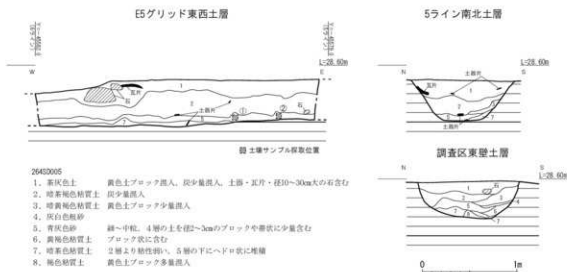 E5グリッド東西土層
5ライン南北土層
L=28.60m
W
E
瓦片
石
1
2
土器片
①
②
石
7
5
土壌サンプル採取位置
L=28.60m
N
S
土器片
瓦片
1
2
土器片
調査区東壁土層
N
S
L=28.60m
石
1
264SD005
1、茶灰色土 黄色土ブロック混入、炭少量混入、土器・瓦片・径10~30cm大の石含む
2、暗茶褐色粘質土 炭少量混入
3、暗黄褐色粘質土 黄色土ブロック少量混入
4、灰白色粗砂
5、青灰色砂 細~中粒、4層の土を径2~3cmのブロックや帯状に少量含む
6、黄褐色粘質土 ブロック状に含む
7、暗茶色粘質土 2層より粘性弱い、5層の下にヘドロ状に堆積
8、褐色粘質土 黄色土ブロック多量混入
0 1m